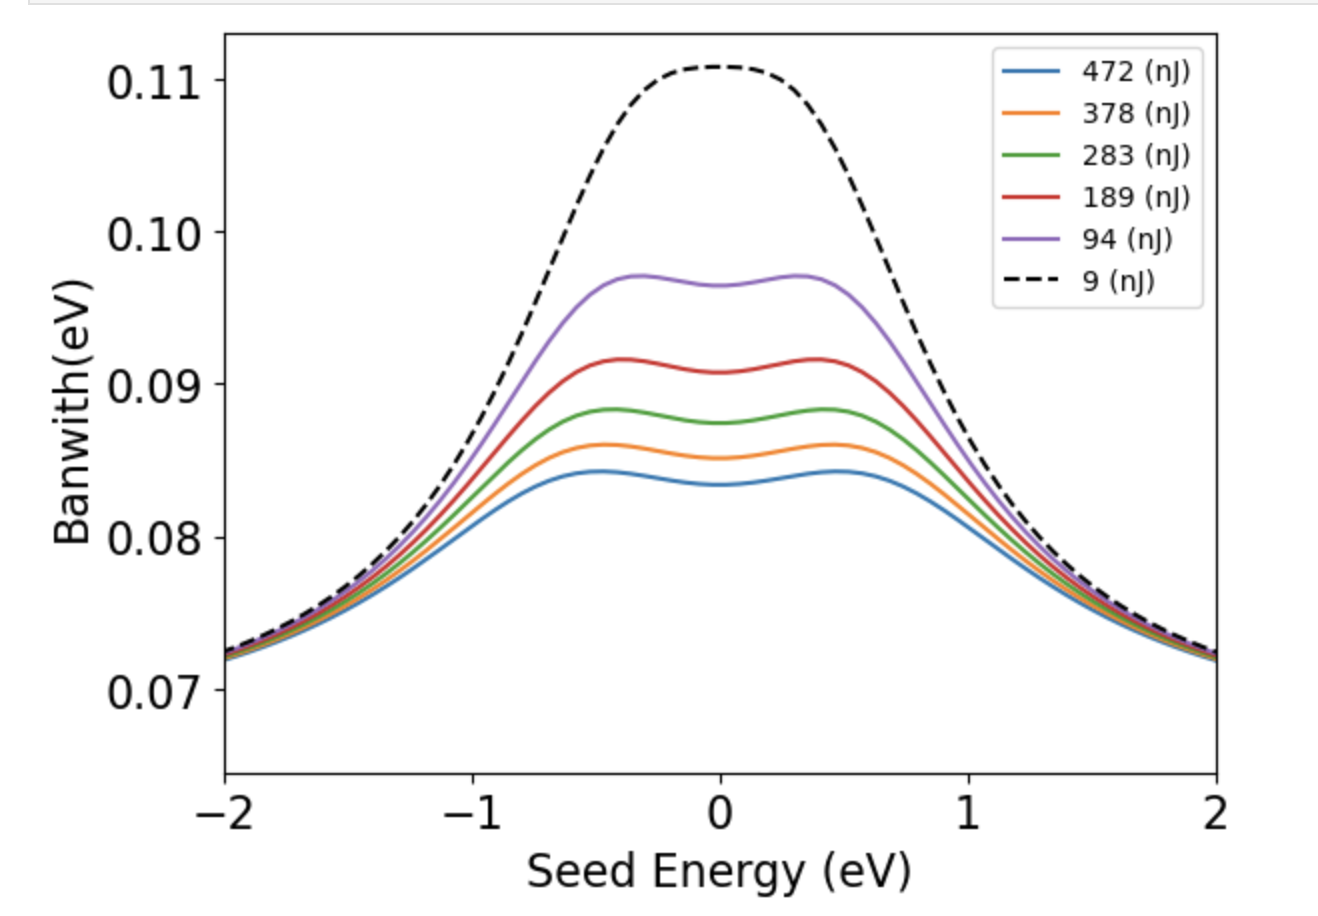 0.11
0.10
0.09
0.08
0.07
Banwith(eV)
472 (nJ)
378 (nJ)
283 (nJ)
189 (nJ)
94 (nJ)
9 (nJ)
−2
−1
0
1
2
Seed Energy (eV)